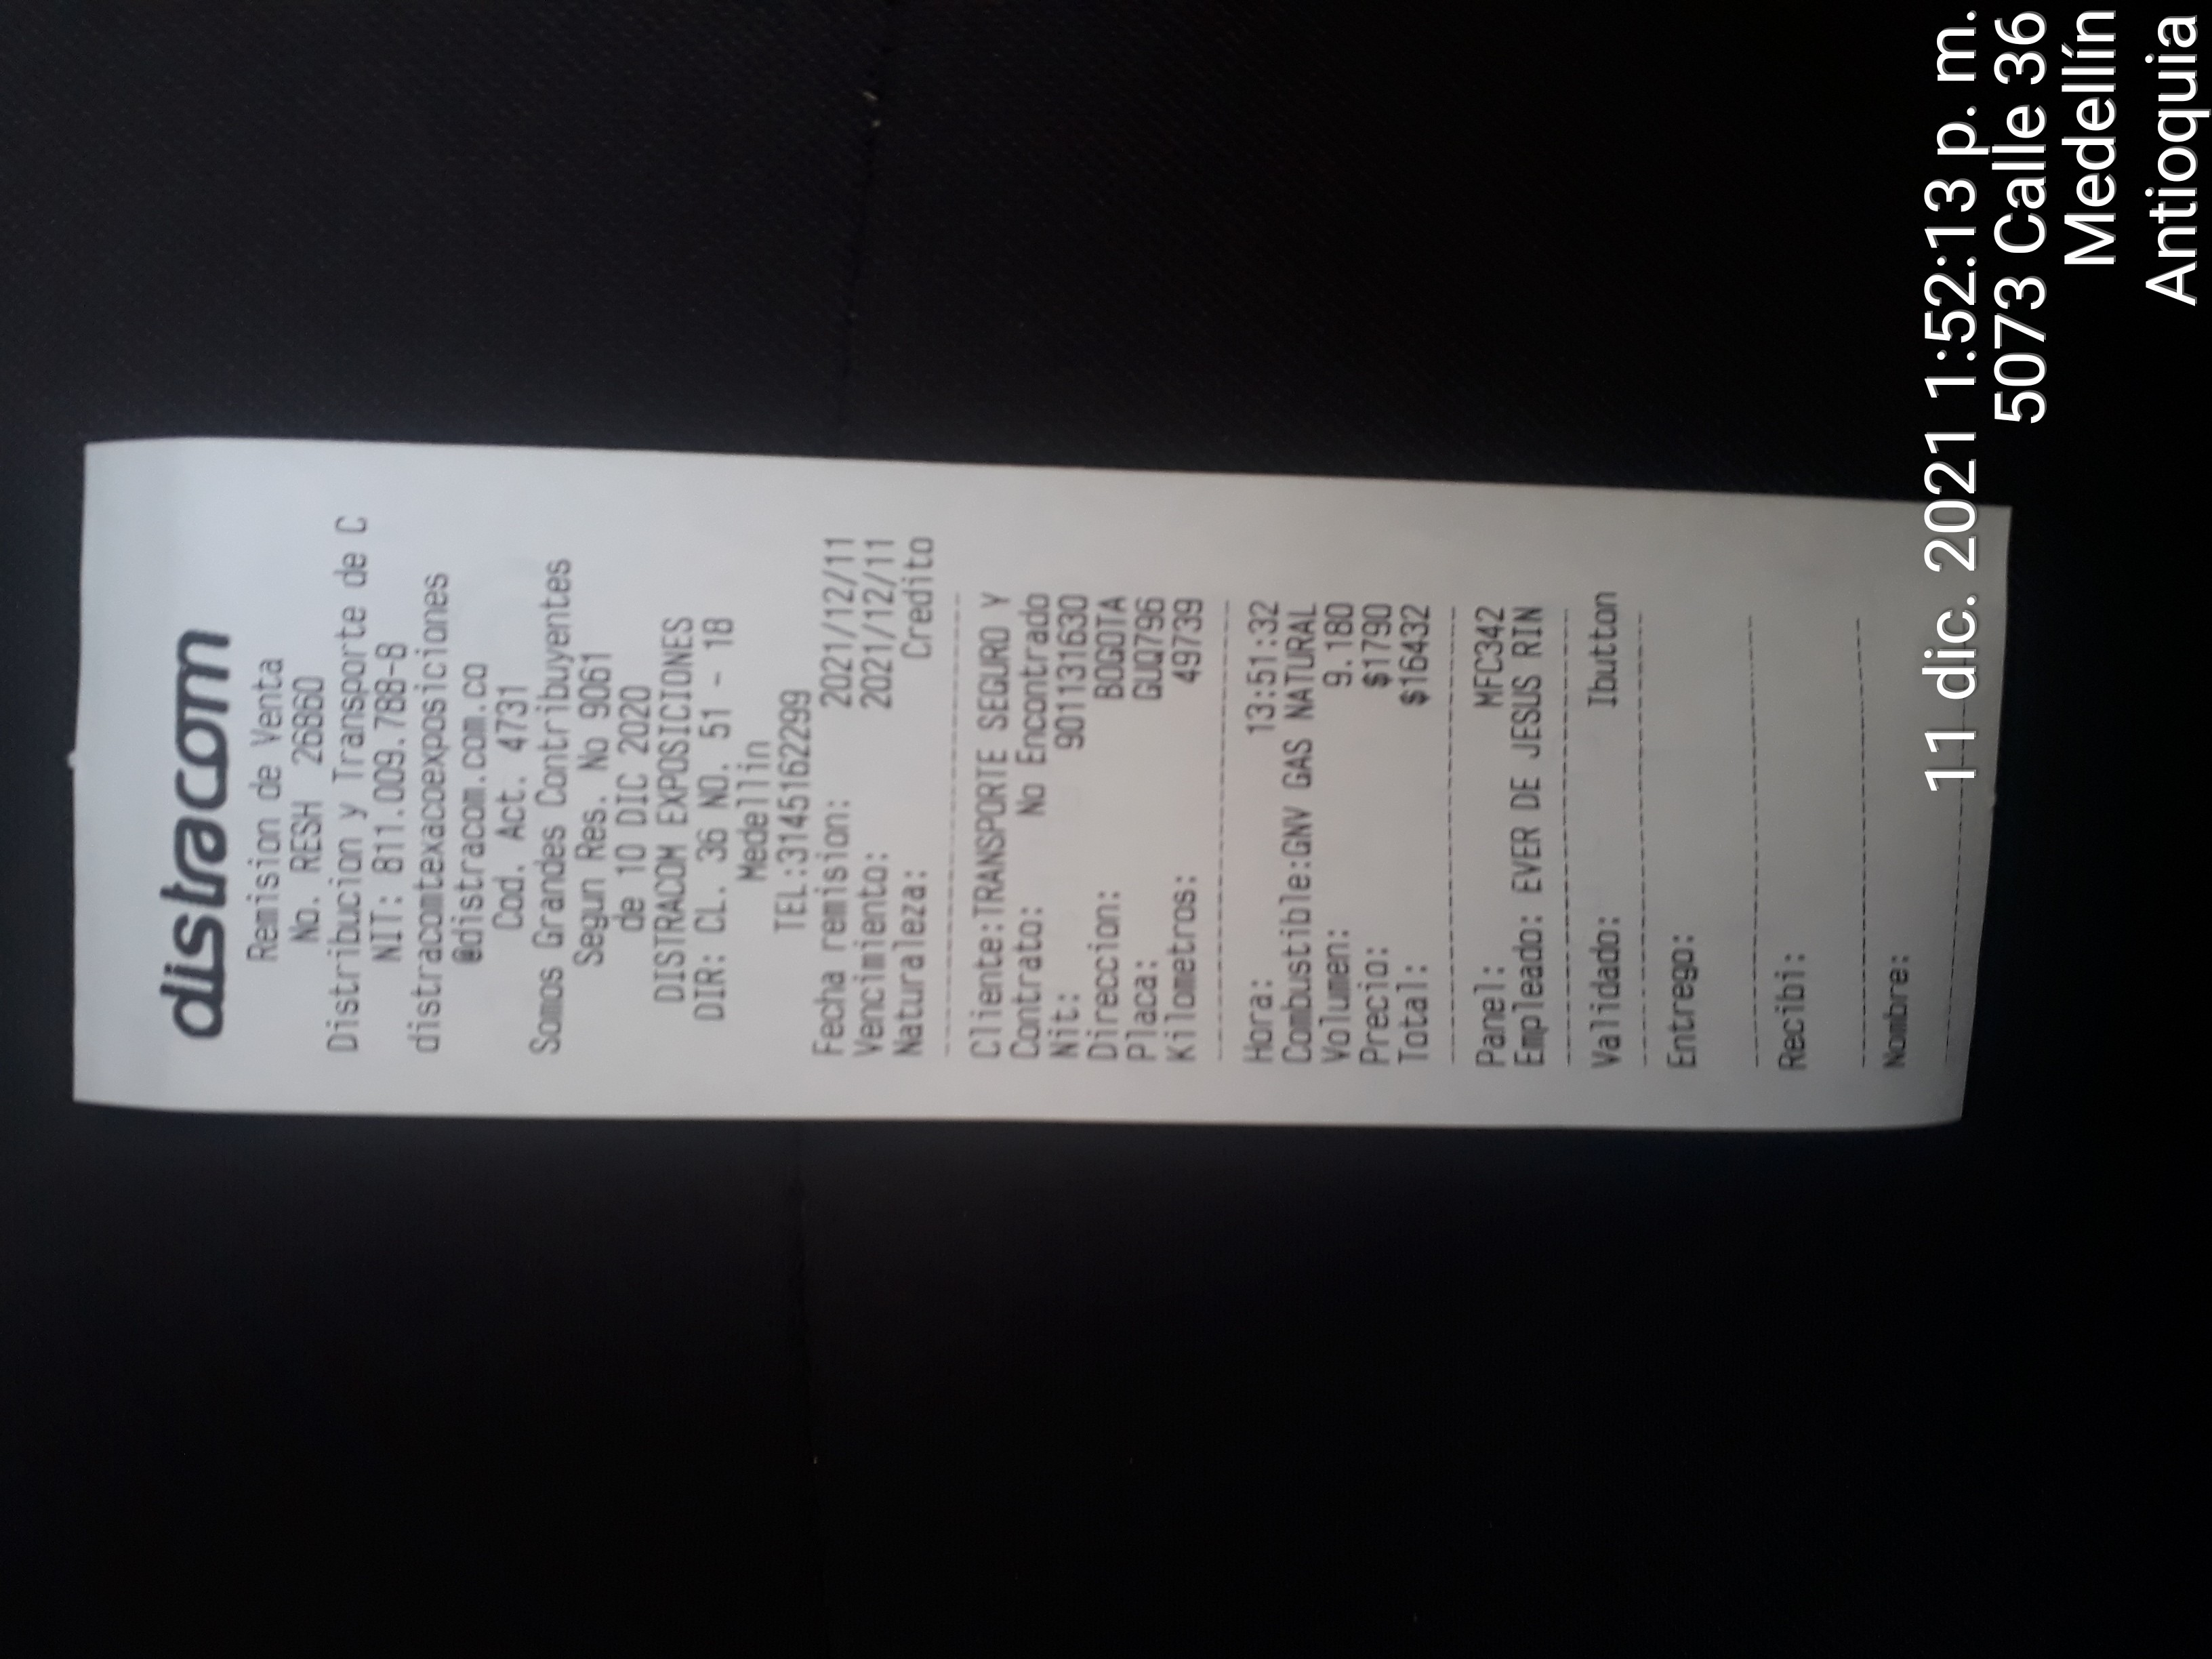 distracom
Remision de Venta
No. RESH 26860
Distribucion y Transporte de C
NIT: 811.009.788-8
distracomtexacoexposiciones
@distracom.com.co
Cod. Act. 4731
Somos Grandes Contribuyentes
Segun Res. No 9061
de 10 DIC 2020
DISTRACOM EXPOSICIONES
DIR: CL. 36 NO. 51 - 18
Medellin
TEL:3145162299
Fecha remision: 2021/12/11
Vencimiento: 2021/12/11
Naturaleza: Credito
Cliente:TRANSPORTE SEGURO Y
Contrato: No Encontrado
Nit: 901131630
Direccion: BOGOTA
Placa: GUQ796
Kilometros: 49739
Hora: 13:51:32
Combustible:GNV GAS NATURAL
Volumen: 9.180
Precio: $1790
Total: $16432
Panel: MFC342
Empleado: EVER DE JESUS RIN
Validado: Ibutton
Entrego:
Recibi:
Nombre:
11 dic. 2021 1:52:13 p. m.
5073 Calle 36
Medellín
Antioquia